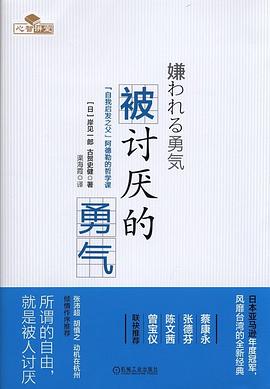 心智讲堂
嫌われる勇気
被讨厌的
勇气
「自我启发之父」阿德勒的哲学课
[日] 岸见一郎 古贺史健◎著
渠海霞◎译
日本亚马逊年度冠军，
风靡台湾的全新经典
蔡康永
张德芬
陈文茜
曾宝仪
联袂推荐
张沛超 胡慎之 动机在杭州
倾情作序推荐
所谓的自由，
就是被人讨厌
机械工业出版社